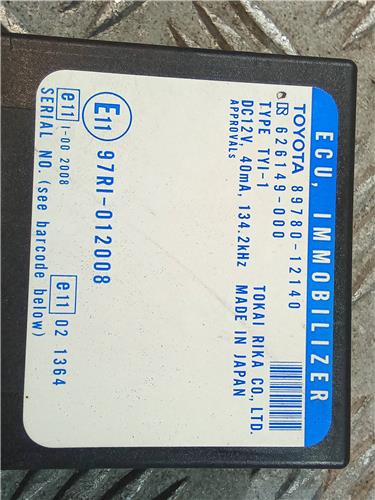 ECU, IMMOBILIZER
TOYOTA 89780-12140
626149-000
TYPE TYI-1 TOKAI RIKA CO., LTD.
DC12V, 40mA, 134.2kHz MADE IN JAPAN
APPROVALS
E11 97RI-012008
e11 I-00 2008 e11 02 1364
SERIAL NO. (see barcode below)